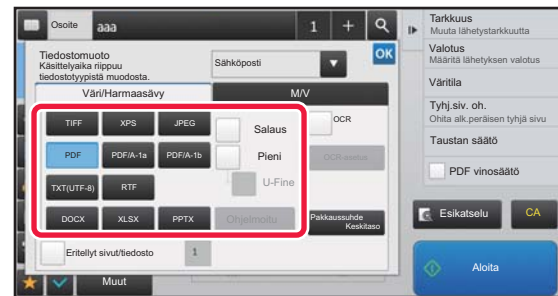 Osoite
aaa
1
+
Tiedostomuoto
Käsittelyaika riippuu
tiedostotyypistä muodosta.
Sähköposti
OK
Väri/Harmaasävy
M/V
TIFF
XPS
JPEG
Salaus
OCR
PDF
PDF/A-1a
PDF/A-1b
Pieni
OCR-asetus
TXT(UTF-8)
RTF
U-Fine
DOCX
XLSX
PPTX
Ohjelmoitu
Pakkaussuhde
Keskitaso
Eritellyt sivut/tiedosto
1
Muut
Tarkkuus
Muuta lähetystarkkuutta
Valotus
Määritä lähetyksen valotus
Väritila
Tyhj.siv. oh.
Ohita alk.peräisen tyhjä sivu
Taustan säätö
PDF vinosäätö
Esikatselu
CA
Aloita